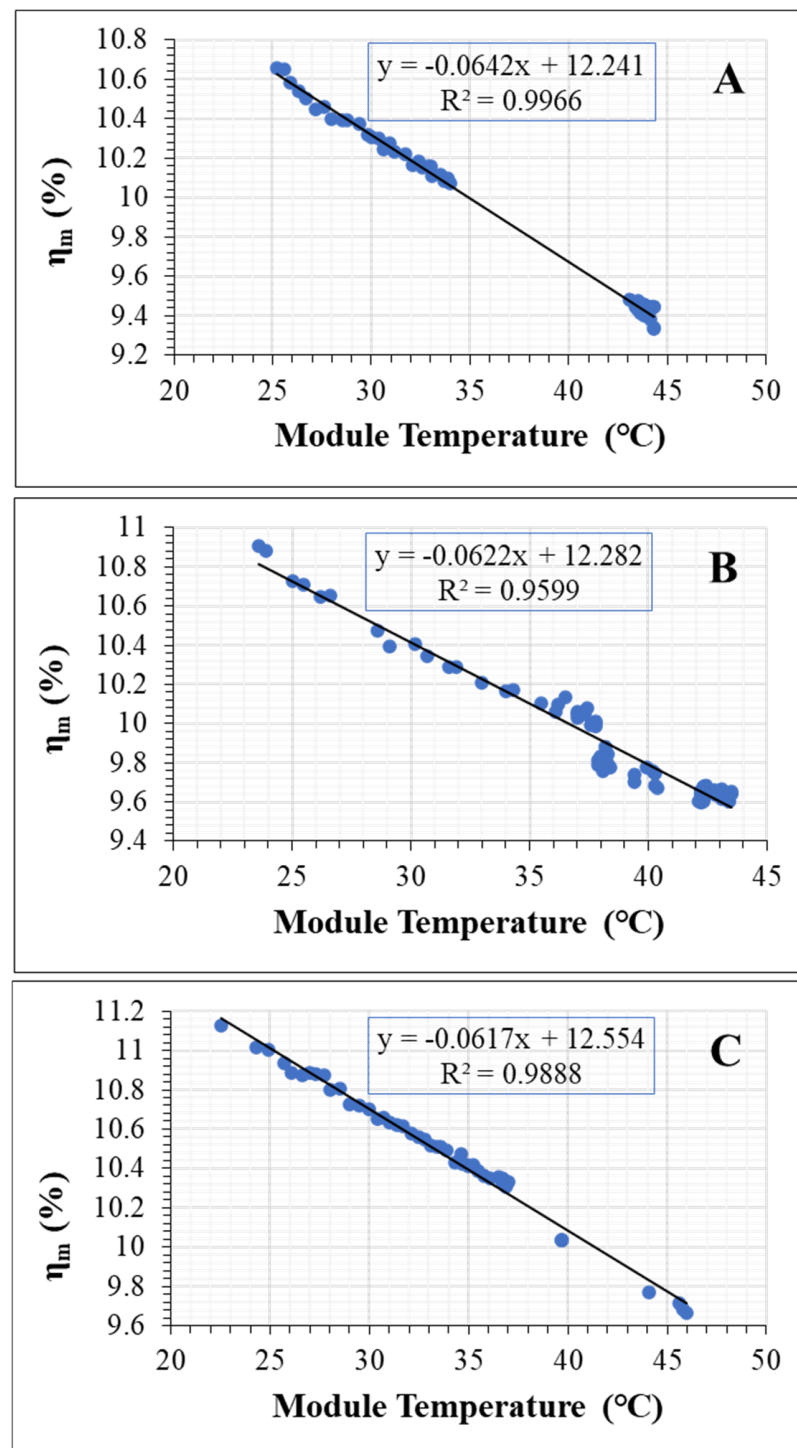 10.8
10.6
10.4
10.2
10
9.8
9.6
9.4
9.2
ηm (%)
y = -0.0642x + 12.241
R² = 0.9966
A
20 25 30 35 40 45 50
Module Temperature (°C)
11
10.8
10.6
10.4
10.2
10
9.8
9.6
9.4
ηm (%)
y = -0.0622x + 12.282
R² = 0.9599
B
20 25 30 35 40 45
Module Temperature (°C)
11.2
11
10.8
10.6
10.4
10.2
10
9.8
9.6
ηm (%)
y = -0.0617x + 12.554
R² = 0.9888
C
20 25 30 35 40 45 50
Module Temperature (°C)